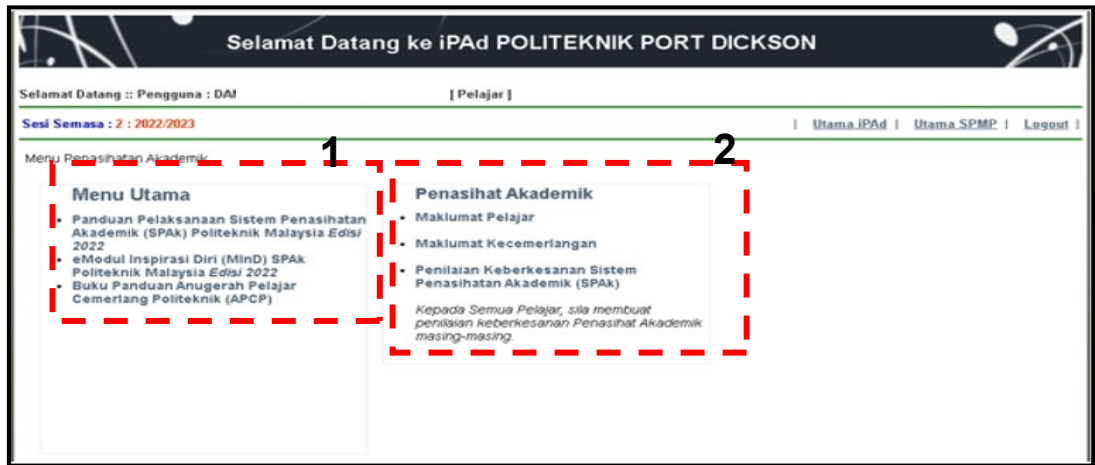 Selamat Datang ke iPAd POLITEKNIK PORT DICKSON
Selamat Datang :: Pengguna : DAI [ Pelajar ]
Sesi Semasa : 2 : 2022/2023 | Utama iPAd | Utama SPMP | Logout |
Menu Penasihatan Akademik
1
2
Menu Utama
• Panduan Pelaksanaan Sistem Penasihatan
Akademik (SPAk) Politeknik Malaysia Edisi
2022
• eModul Inspirasi Diri (MInD) SPAk
Politeknik Malaysia Edisi 2022
• Buku Panduan Anugerah Pelajar
Cemerlang Politeknik (APCP)
Penasihat Akademik
• Maklumat Pelajar
• Maklumat Kecemerlangan
• Penilaian Keberkesanan Sistem
Penasihatan Akademik (SPAk)
Kepada Semua Pelajar, sila membuat
penilaian keberkesanan Penasihat Akademik
masing-masing.